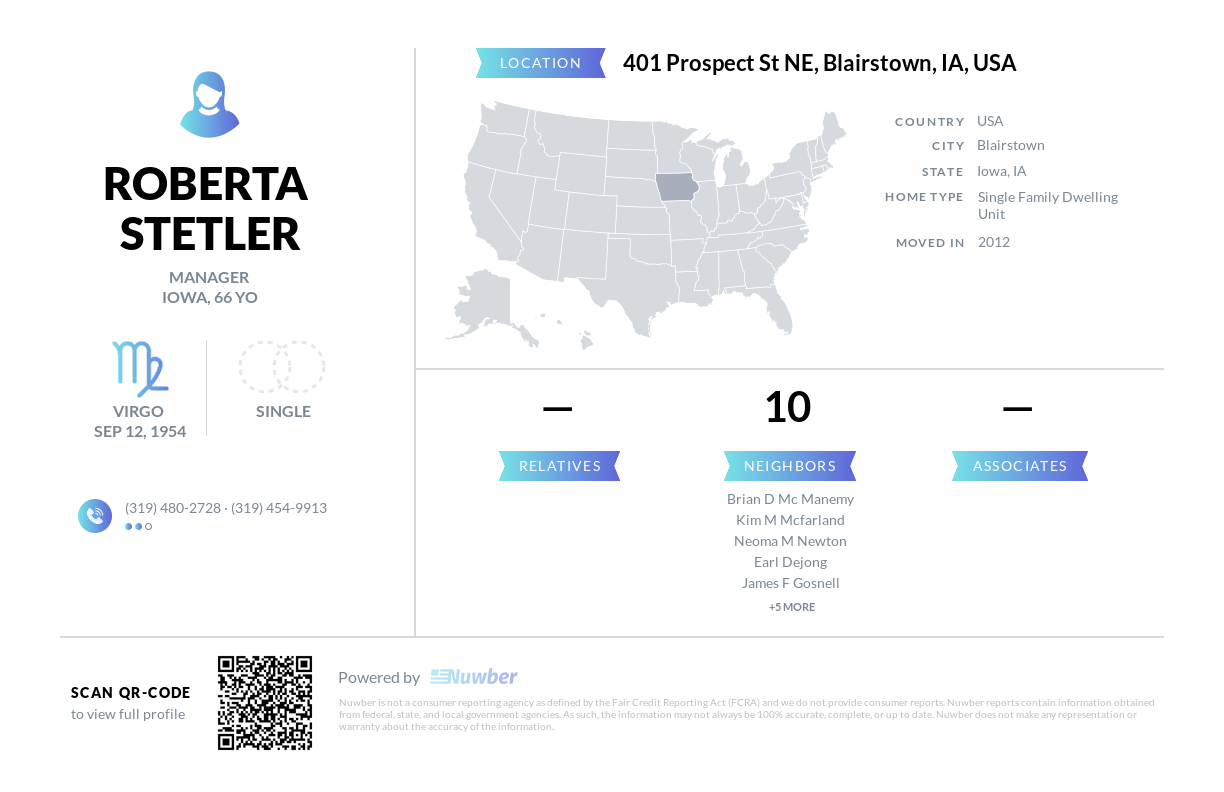 ROBERTA
STETLER
MANAGER
IOWA, 66 YO
VIRGO
SEP 12, 1954
SINGLE
(319) 480-2728 · (319) 454-9913
LOCATION
401 Prospect St NE, Blairstown, IA, USA
COUNTRY USA
CITY Blairstown
STATE Iowa, IA
HOME TYPE Single Family Dwelling
Unit
MOVED IN 2012
—
RELATIVES
10
NEIGHBORS
Brian D Mc Manemy
Kim M Mcfarland
Neoma M Newton
Earl Dejong
James F Gosnell
+5 MORE
—
ASSOCIATES
SCAN QR-CODE
to view full profile
Powered by Nuwber
Nuwber is not a consumer reporting agency as defined by the Fair Credit Reporting Act (FCRA) and we do not provide consumer reports. Nuwber reports contain information obtained
from federal, state, and local government agencies. As such, the information may not always be 100% accurate, complete, or up to date. Nuwber does not make any representation or
warranty about the accuracy of the information.